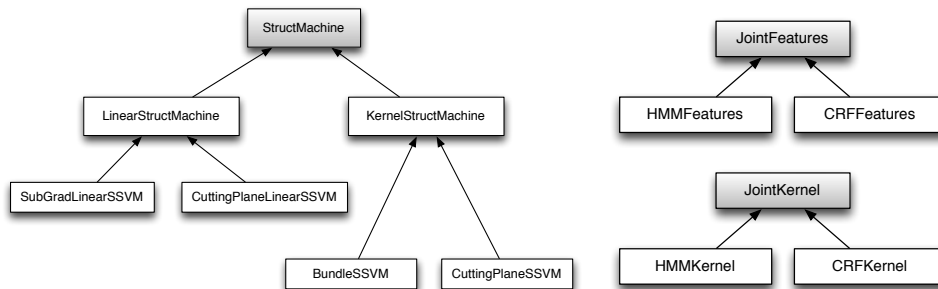 StructMachine
LinearStructMachine
KernelStructMachine
SubGradLinearSSVM
CuttingPlaneLinearSSVM
BundleSSVM
CuttingPlaneSSVM
JointFeatures
HMMFeatures
CRFFeatures
JointKernel
HMMKernel
CRFKernel